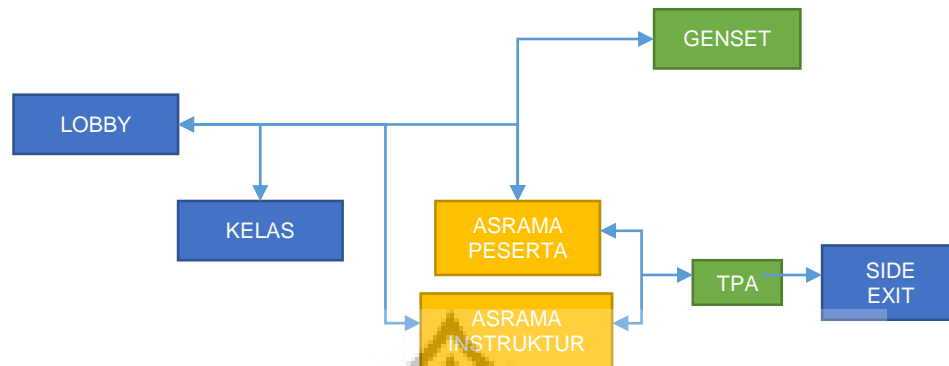 GENSET
LOBBY
KELAS
ASRAMA
PESERTA
TPA
SIDE
EXIT
ASRAMA
INSTRUKTUR